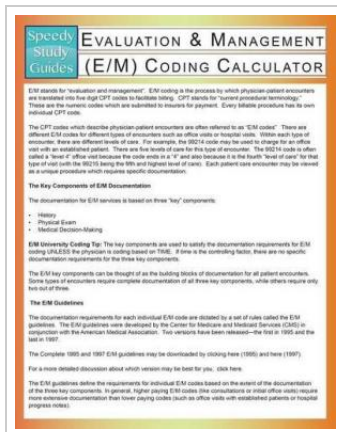 Speedy
Study
Guides
EVALUATION & MANAGEMENT
(E/M) CODING CALCULATOR
E/M stands for "evaluation and management". E/M coding is the process by which physician-patient encounters
are translated into five digit CPT codes to facilitate billing. CPT stands for "current procedural terminology."
These are the numeric codes which are submitted to insurers for payment. Every billable procedure has its own
individual CPT code.
The CPT codes which describe physician-patient encounters are often referred to as "E/M codes". There are
different E/M codes for different types of encounters such as office visits or hospital visits. Within each type of
encounter, there are different levels of care. For example, the 99214 code may be used to charge for an office
visit with an established patient. There are five levels of care for this type of encounter. The 99214 code is often
called a "level 4" office visit because the code ends in a "4" and also because it is the fourth "level of care" for that
type of visit (with the 99215 being the fifth and highest level of care). Each patient care encounter may be viewed
as a unique procedure which requires specific documentation.
The Key Components of E/M Documentation
The documentation for E/M services is based on three "key" components
• History
• Physical Exam
• Medical Decision-Making
E/M University Coding Tip: The key components are used to satisfy the documentation requirements for E/M
coding UNLESS the physician is coding based on TIME. If time is the controlling factor, there are no specific
documentation requirements for the three key components.
The E/M key components can be thought of as the building blocks of documentation for all patient encounters.
Some types of encounters require complete documentation of all three key components, while others require only
two out of three.
The E/M Guidelines
The documentation requirements for each individual E/M code are dictated by a set of rules called the E/M
guidelines. The E/M guidelines were developed by the Center for Medicare and Medicaid Services (CMS) in
conjunction with the American Medical Association. Two versions have been released—the first in 1995 and the
last in 1997.
The Complete 1995 and 1997 E/M guidelines may be downloaded by clicking here (1995) and here (1997).
For a more detailed discussion about which version may be best for you, click here.
The E/M guidelines define the requirements for individual E/M codes based on the extent of the documentation
of the three key components. In general, higher paying E/M codes (like consultations or initial office visits) require
more extensive documentation than lower paying codes (such as office visits with established patients or hospital
progress notes).